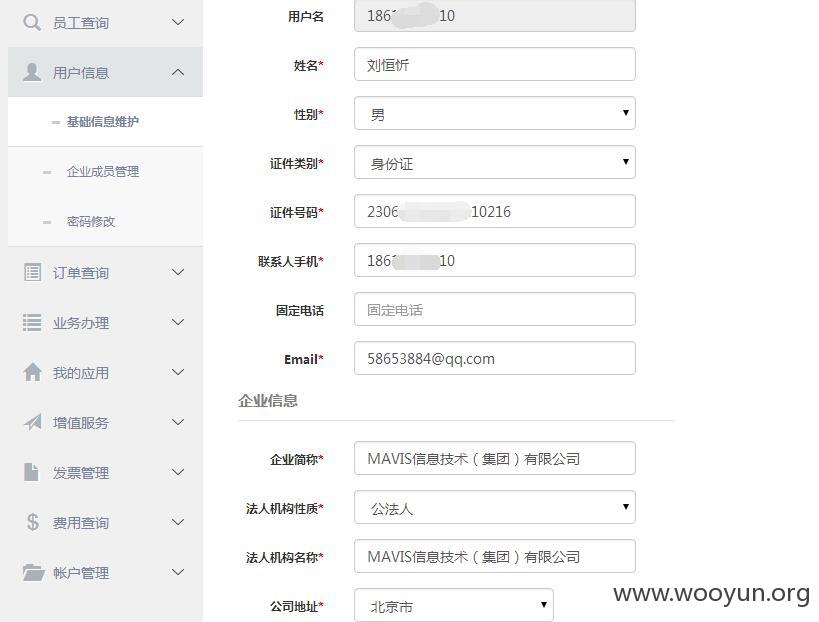 员工查询
用户信息
基础信息维护
企业成员管理
密码修改
订单查询
业务办理
我的应用
增值服务
发票管理
费用查询
帐户管理
用户名 186 10
姓名* 刘恒忻
性别* 男
证件类别* 身份证
证件号码* 2306 10216
联系人手机* 186 10
固定电话 固定电话
Email* 58653884@qq.com
企业信息
企业简称* MAVIS信息技术（集团）有限公司
法人机构性质* 公法人
法人机构名称* MAVIS信息技术（集团）有限公司
公司地址* 北京市
www.wooyun.org